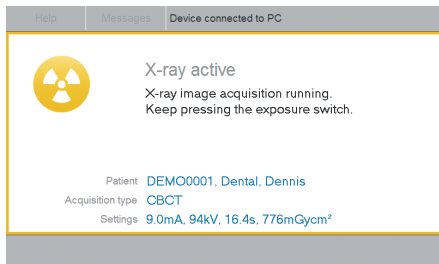 Help Messages Device connected to PC
X-ray active
X-ray image acquisition running.
Keep pressing the exposure switch.
Patient DEMO0001, Dental, Dennis
Acquisition type CBCT
Settings 9.0mA, 94kV, 16.4s, 776mGycm²